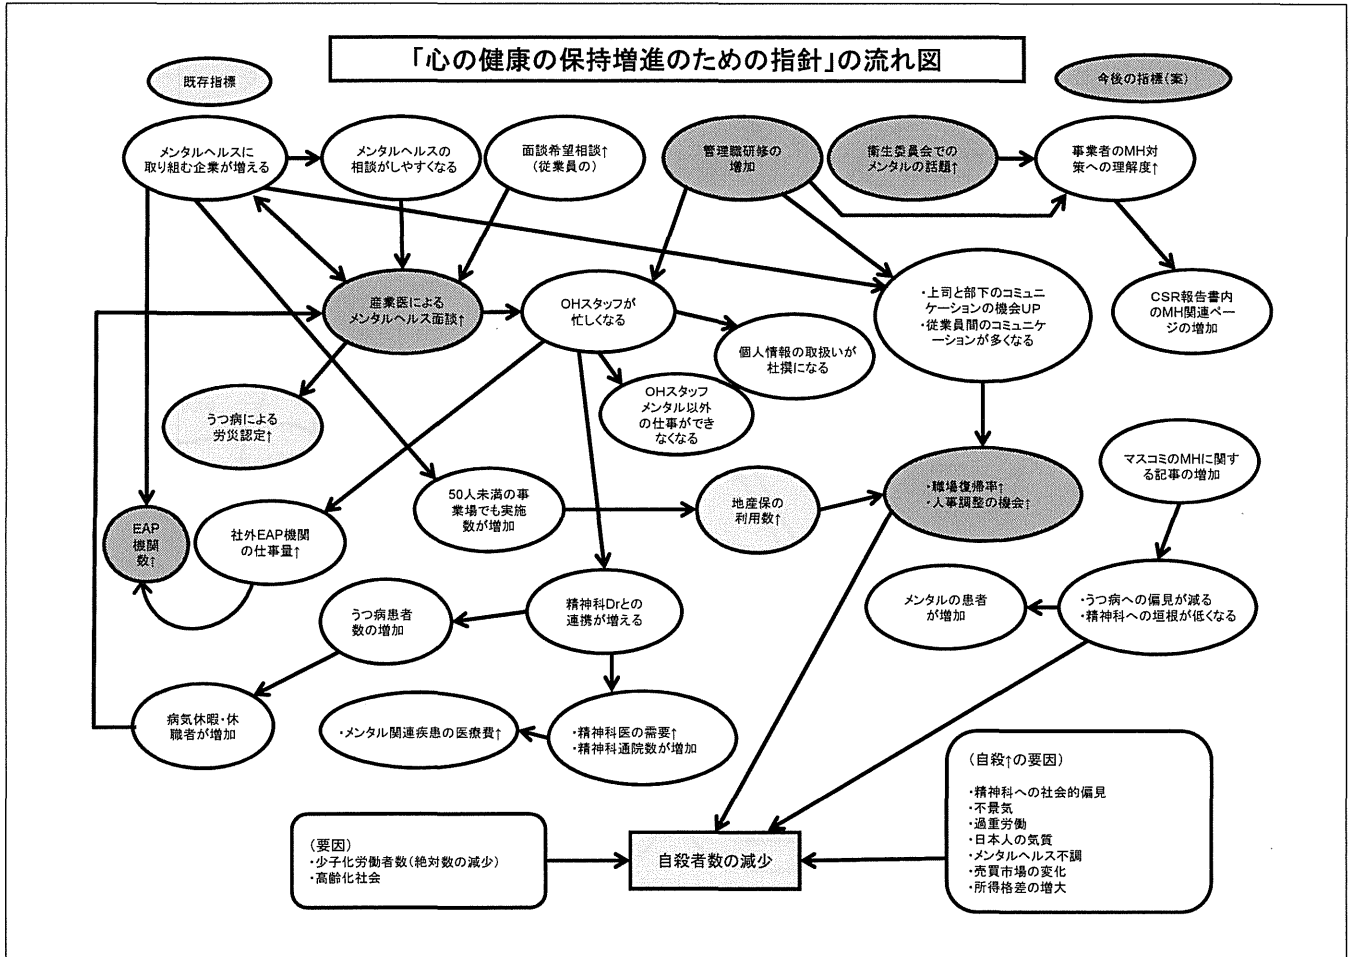 「心の健康の保持増進のための指針」の流れ図
既存指標
今後の指標(案)
メンタルヘルスに
取り組む企業が増える
メンタルヘルスの
相談がしやすくなる
面談希望相談↑
(従業員の)
管理職研修の
増加
衛生委員会での
メンタルの話題↑
事業者のMH対
策への理解度↑
産業医による
メンタルヘルス面談↑
OHスタッフが
忙しくなる
・上司と部下のコミュニ
ケーションの機会UP
・従業員間のコミュニケ
ーションが多くなる
CSR報告書内
のMH関連ペー
ジの増加
個人情報の取扱いが
杜撰になる
OHスタッフ
メンタル以外
の仕事ができ
なくなる
うつ病による
労災認定↑
マスコミのMHに関す
る記事の増加
50人未満の事
業場でも実施
数が増加
地産保の
利用数↑
・職場復帰率↑
・人事調整の機会↑
EAP
機関
数↑
社外EAP機関
の仕事量↑
うつ病患者
数の増加
精神科Drとの
連携が増える
メンタルの患者
が増加
・うつ病への偏見が減る
・精神科への垣根が低くなる
病気休暇・休
職者が増加
・メンタル関連疾患の医療費↑
・精神科医の需要↑
・精神科通院数が増加
(自殺↑の要因)
・精神科への社会的偏見
・不景気
・過重労働
・日本人の気質
・メンタルヘルス不調
・売買市場の変化
・所得格差の増大
(要因)
・少子化労働者数(絶対数の減少)
・高齢化社会
自殺者数の減少